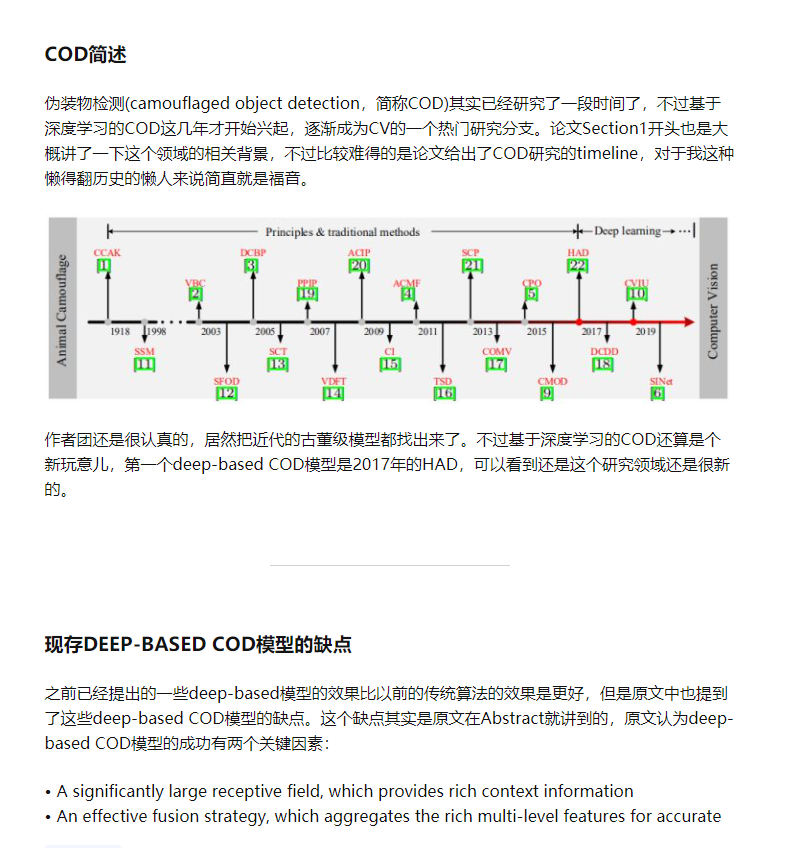 COD简述
伪装物检测(camouflaged object detection，简称COD)其实已经研究了一段时间了，不过基于
深度学习的COD这几年才开始兴起，逐渐成为CV的一个热门研究分支。论文Section1开头也是大
概讲了一下这个领域的相关背景，不过比较难得的是论文给出了COD研究的timeline，对于我这种
懒得翻历史的懒人来说简直就是福音。
Principles & traditional methods
Deep learning
Animal Camouflage
Computer Vision
CCAK DCBP ACIP SCP HAD
[1] [3] [20] [21] [22]
VBC PPIP ACMF CPO CVIU
[2] [19] [4] [5] [10]
1918 1998 2003 2005 2007 2009 2011 2013 2015 2017 2019
SSM SCT CI COMV DCDD
[11] [13] [15] [17] [18]
SFOD VDFT TSD CMOD SINet
[12] [14] [16] [9] [6]
作者团还是很认真的，居然把近代的古董级模型都找出来了。不过基于深度学习的COD还算是个
新玩意儿，第一个deep-based COD模型是2017年的HAD，可以看到还是这个研究领域还是很新
的。
现存DEEP-BASED COD模型的缺点
之前已经提出的一些deep-based模型的效果比以前的传统算法的效果是更好，但是原文中也提到
了这些deep-based COD模型的缺点。这个缺点其实是原文在Abstract就讲到的，原文认为deep-
based COD模型的成功有两个关键因素：
• A significantly large receptive field, which provides rich context information
• An effective fusion strategy, which aggregates the rich multi-level features for accurate